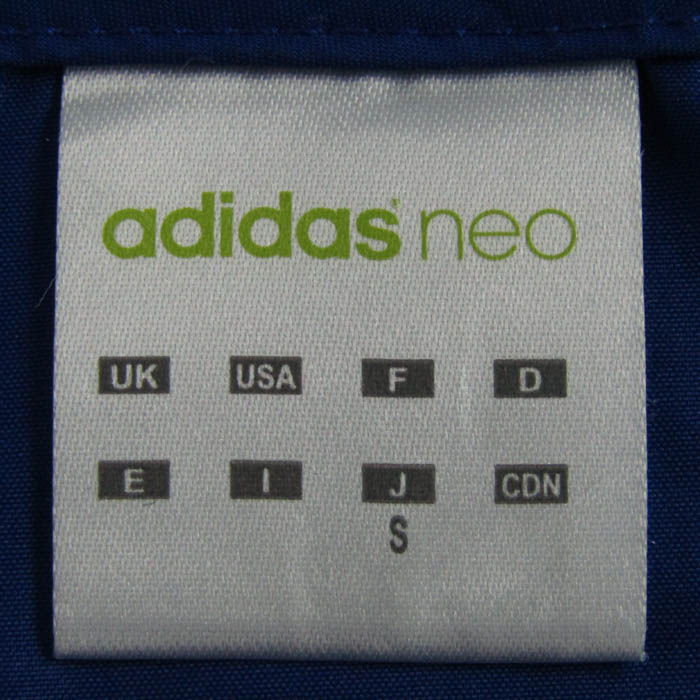 adidas® neo
UK USA F D
E I J CDN
S